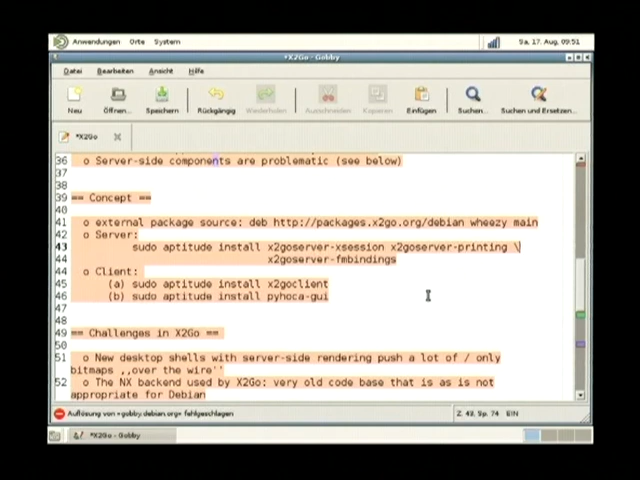 Anwendungen Orte System
Sa, 17. Aug, 09:51
*X2Go - Gobby
Datei Bearbeiten Ansicht Hilfe
Neu Öffnen... Speichern Rückgängig Wiederholen Ausschneiden Kopieren Einfügen Suchen... Suchen und Ersetzen...
*X2Go
36 o Server-side components are problematic (see below)
37
38
39 == Concept ==
40
41 o external package source: deb http://packages.x2go.org/debian wheezy main
42 o Server:
43 sudo aptitude install x2goserver-xsession x2goserver-printing \
44 x2goserver-fmbindings
44 o Client:
45 (a) sudo aptitude install x2goclient
46 (b) sudo aptitude install pyhoca-gui
47
48
49 == Challenges in X2Go ==
50
51 o New desktop shells with server-side rendering push a lot of / only
bitmaps ,,over the wire''
52 o The NX backend used by X2Go: very old code base that is as is not
appropriate for Debian
Auflösung von «gobby.debian.org» fehlgeschlagen
Z. 43, Sp. 74 EIN
*X2Go - Gobby